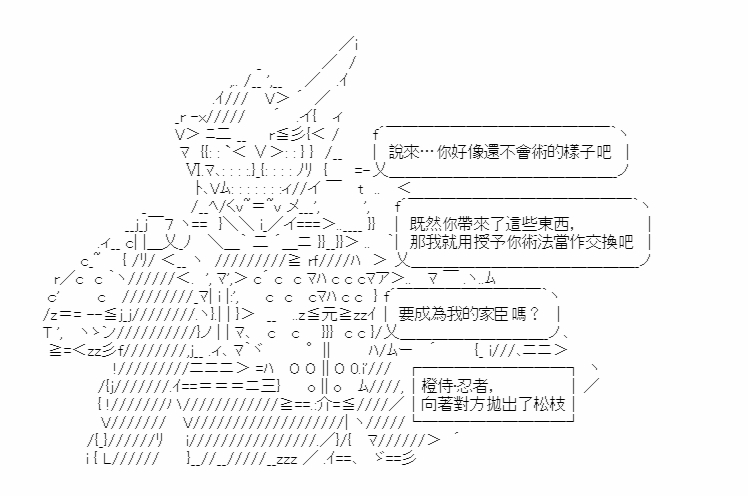 說來…你好像還不會術的樣子吧
既然你帶來了這些東西，
那我就用授予你術法當作交換吧
要成為我的家臣嗎？
橙侍‧忍者，
向著對方拋出了松枝